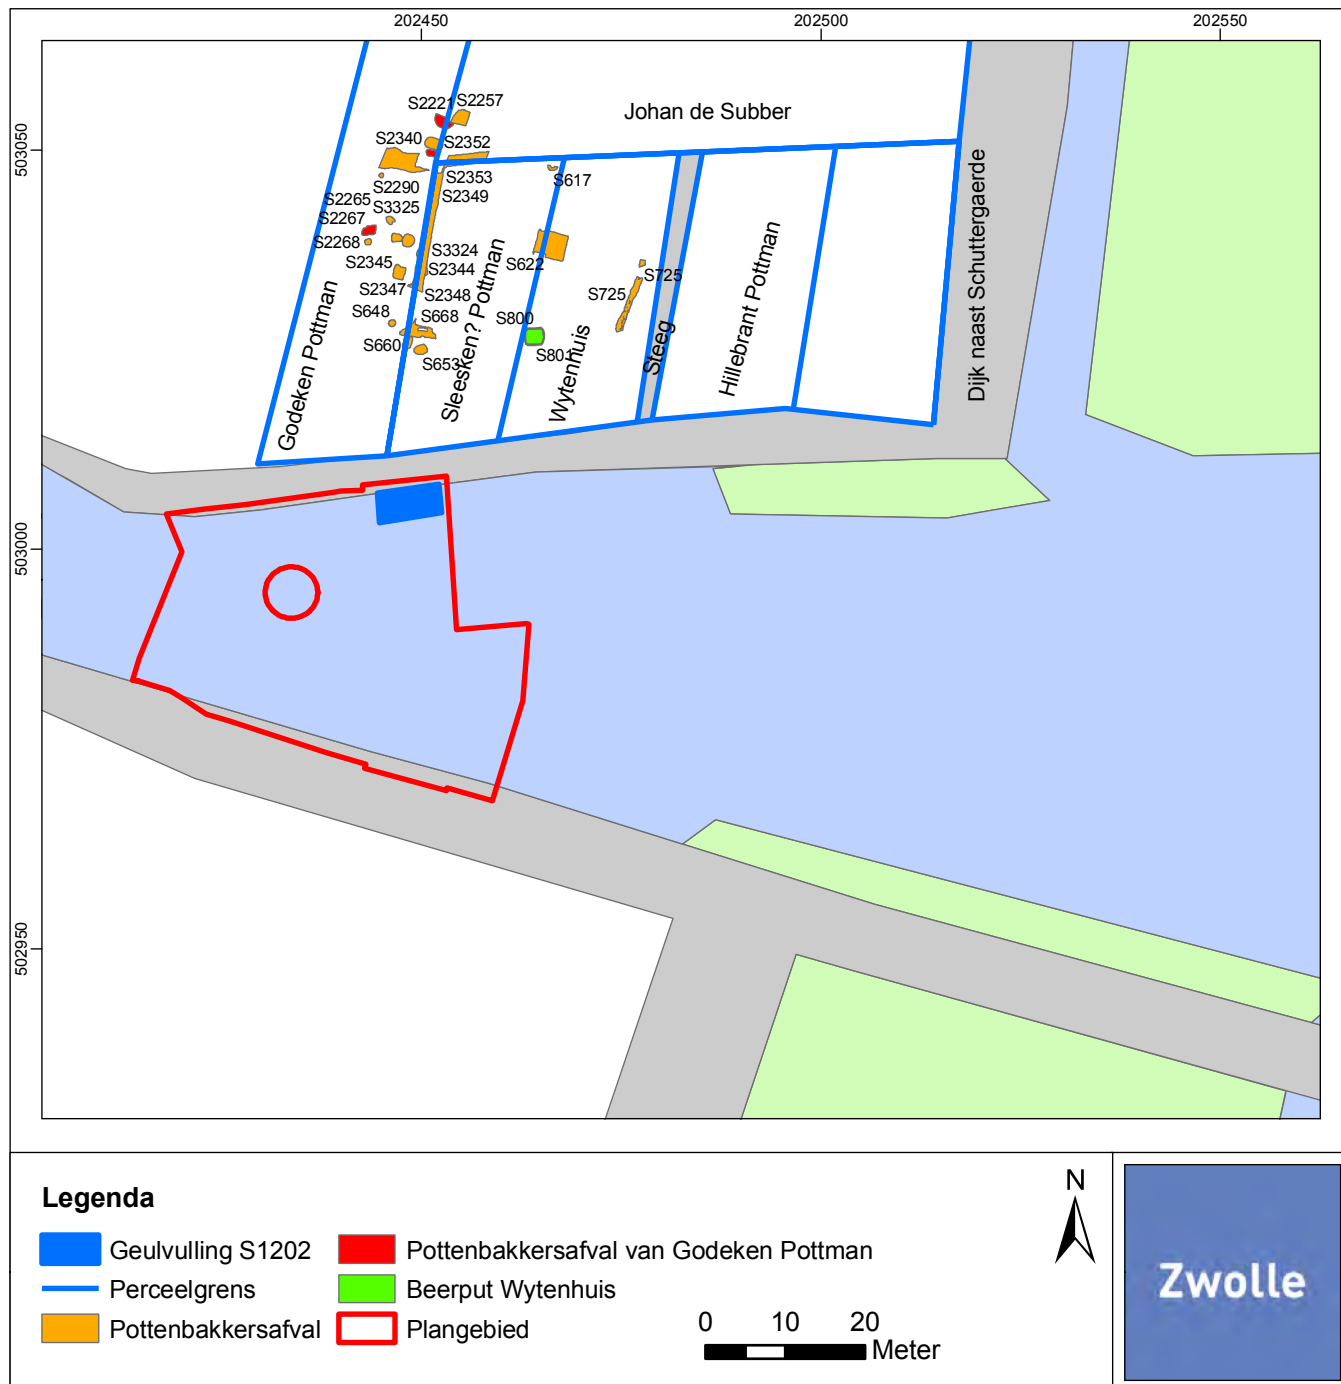 202450
202500
202550
503050
503000
502950
Johan de Subber
S2221
S2257
S2340
S2352
S2353
S617
S2290
S2349
S2265
S3325
S2267
S2268
S3324
S622
S2345
S2344
S725
S2347
S2348
S725
S648
S668
S800
S660
S653
S801
Godeken Pottman
Sleesken? Pottman
Wytenhuis
Steeg
Hillebrant Pottman
Dijk naast Schuttergaerde
Legenda
Geulvulling S1202
Perceelgrens
Pottenbakkersafval
Pottenbakkersafval van Godeken Pottman
Beerput Wytenhuis
Plangebied
0 10 20
Meter
N
Zwolle